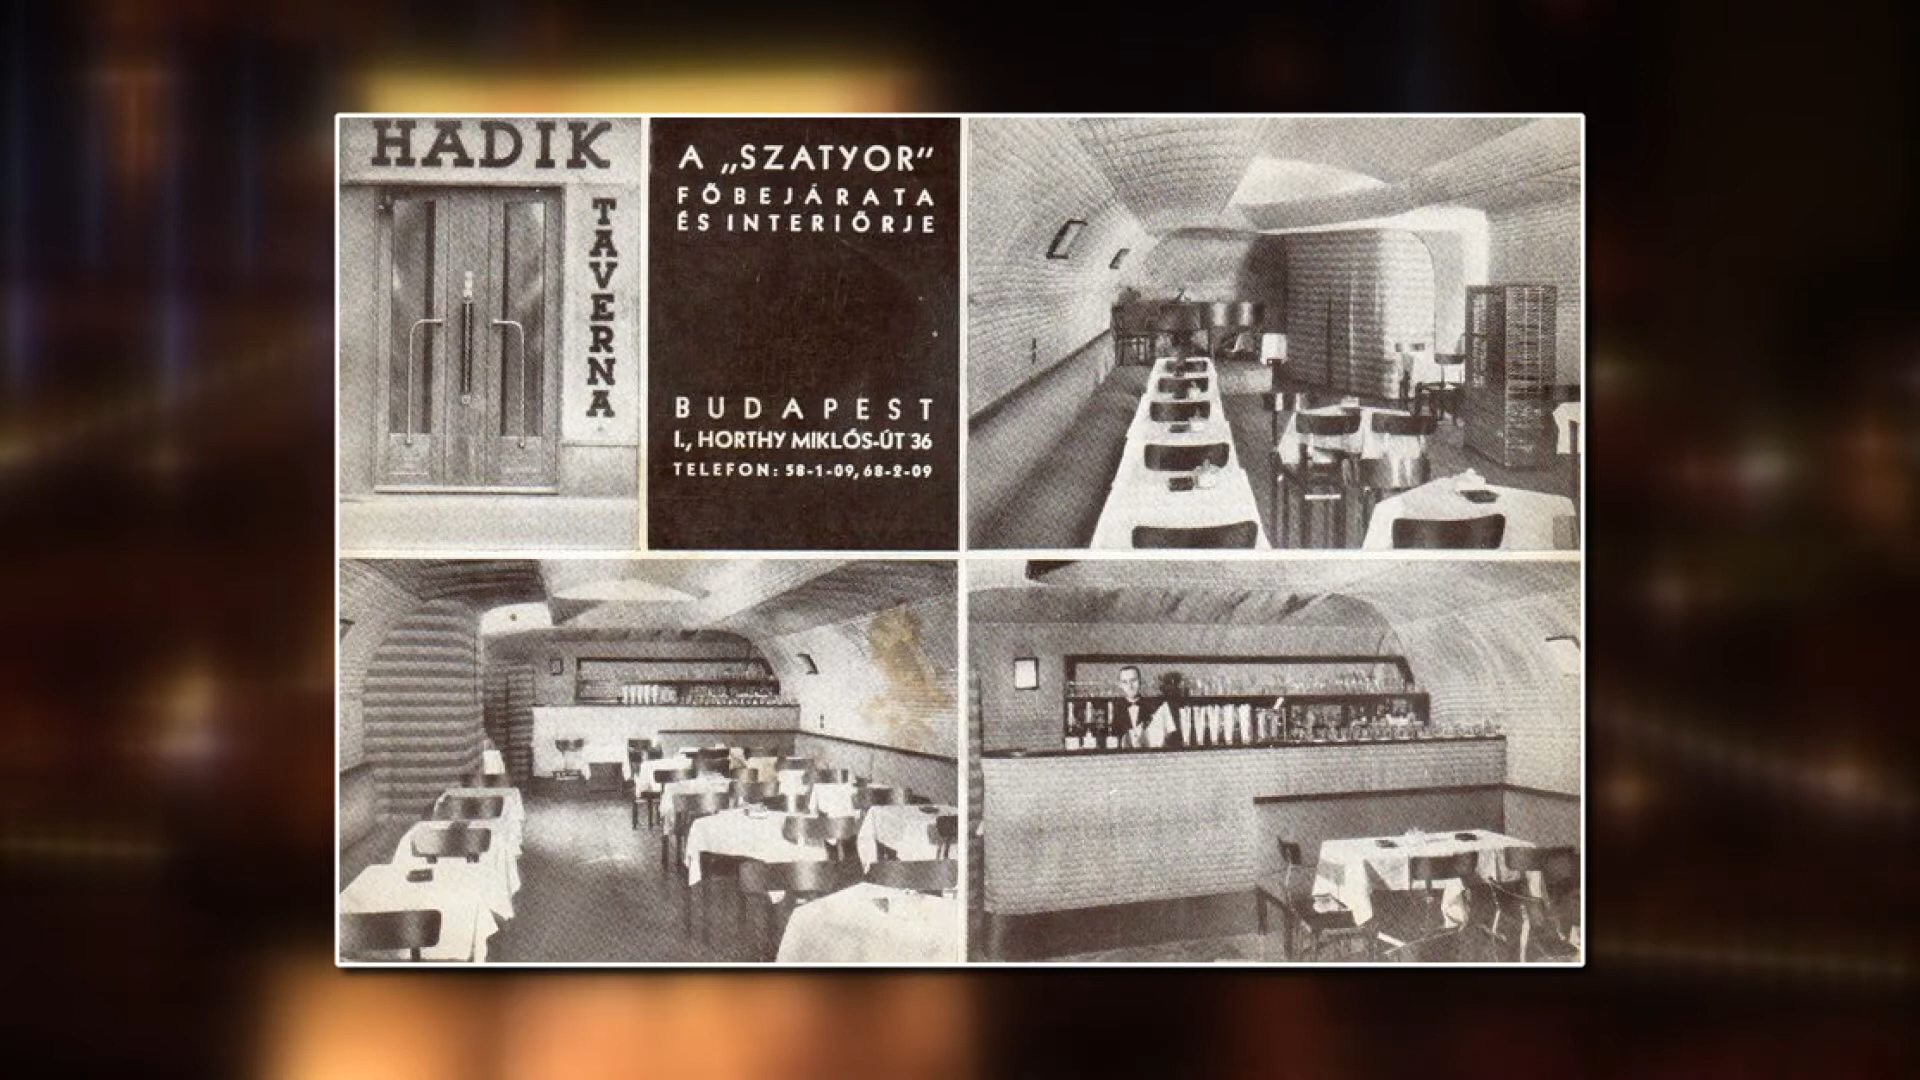 HADIK
TAVERNA
A „SZATYOR“
FŐBEJÁRATA
ÉS INTERIŐRJE
BUDAPEST
I., HORTHY MIKLÓS-ÚT 36
TELEFON: 58-1-09, 68-2-09